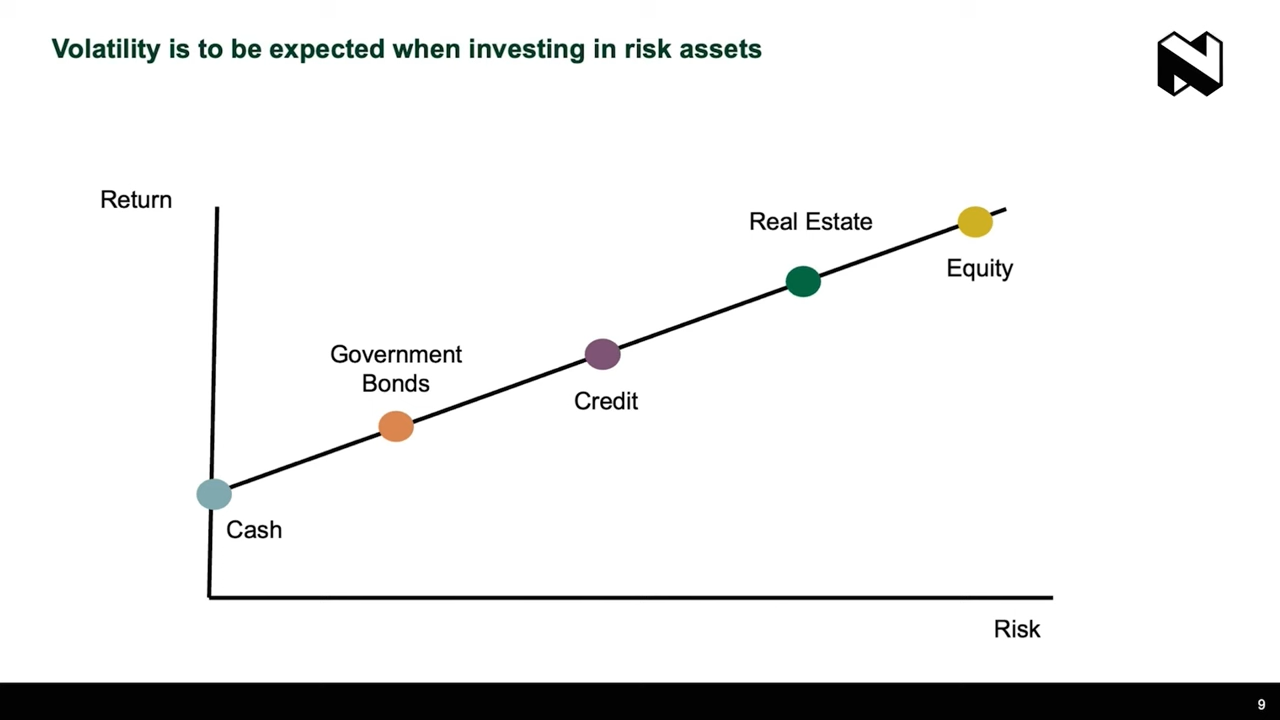 Volatility is to be expected when investing in risk assets
Return
Real Estate
Equity
Government
Bonds
Credit
Cash
Risk
9